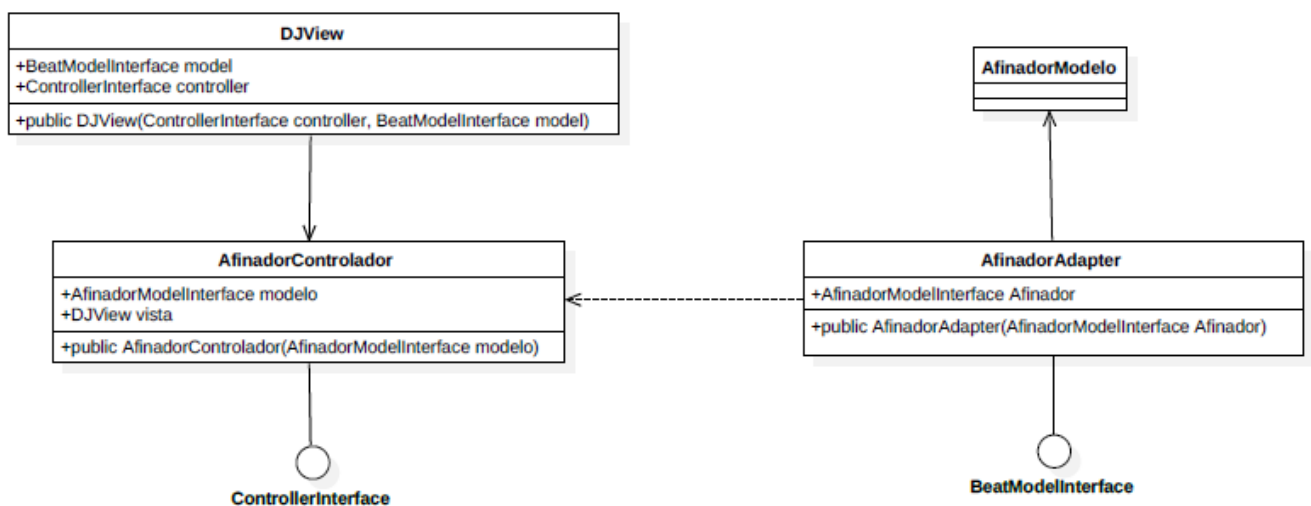 DJView
+BeatModelInterface model
+ControllerInterface controller
+public DJView(ControllerInterface controller, BeatModelInterface model)
AfinadorModelo
AfinadorControlador
+AfinadorModelInterface modelo
+DJView vista
+public AfinadorControlador(AfinadorModelInterface modelo)
AfinadorAdapter
+AfinadorModelInterface Afinador
+public AfinadorAdapter(AfinadorModelInterface Afinador)
ControllerInterface
BeatModelInterface